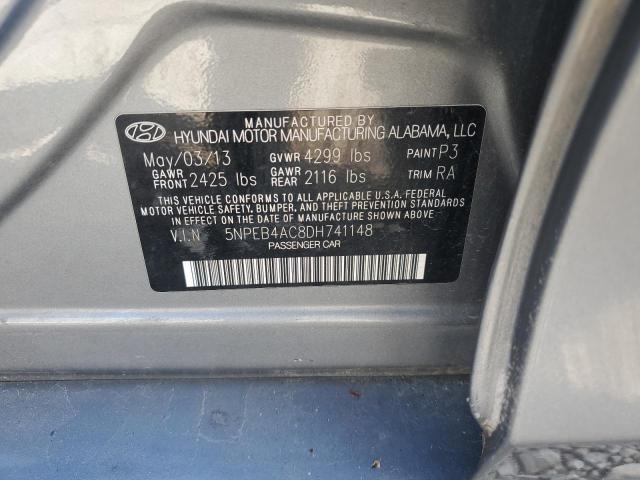 MANUFACTURED BY
HYUNDAI MOTOR MANUFACTURING ALABAMA, LLC
May/03/13 GVWR 4299 lbs PAINT P3
GAWR FRONT 2425 lbs GAWR REAR 2116 lbs TRIM RA
THIS VEHICLE CONFORMS TO ALL APPLICABLE U.S.A. FEDERAL
MOTOR VEHICLE SAFETY, BUMPER, AND THEFT PREVENTION STANDARDS
IN EFFECT ON THE DATE OF MANUFACTURE SHOWN ABOVE.
V.I.N 5NPEB4AC8DH741148
PASSENGER CAR